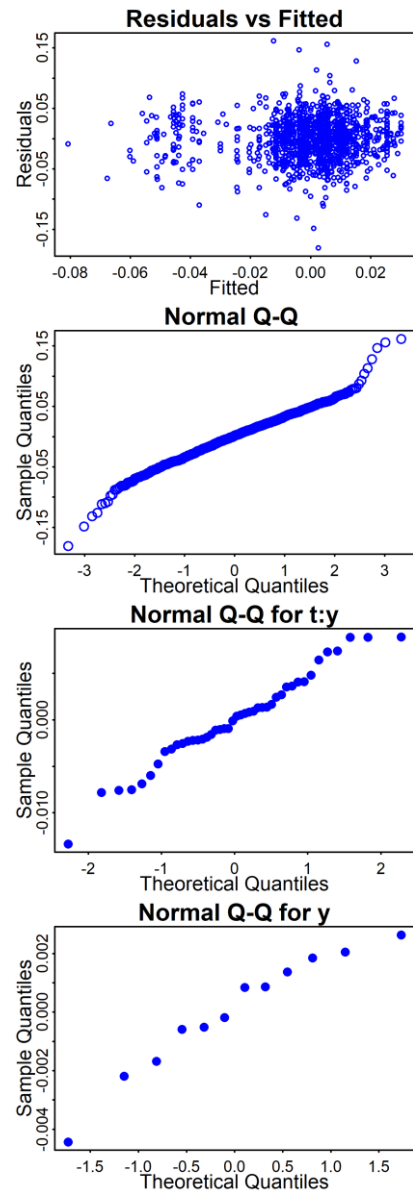 Residuals vs Fitted
Residuals
0.15
0.05
-0.05
-0.15
-0.08 -0.06 -0.04 -0.02 0.00 0.02
Fitted
Normal Q-Q
Sample Quantiles
0.15
0.05
-0.05
-0.15
-3 -2 -1 0 1 2 3
Theoretical Quantiles
Normal Q-Q for t:y
Sample Quantiles
0.000
-0.010
-2 -1 0 1 2
Theoretical Quantiles
Normal Q-Q for y
Sample Quantiles
0.002
0.000
-0.002
-0.004
-1.5 -1.0 -0.5 0.0 0.5 1.0 1.5
Theoretical Quantiles